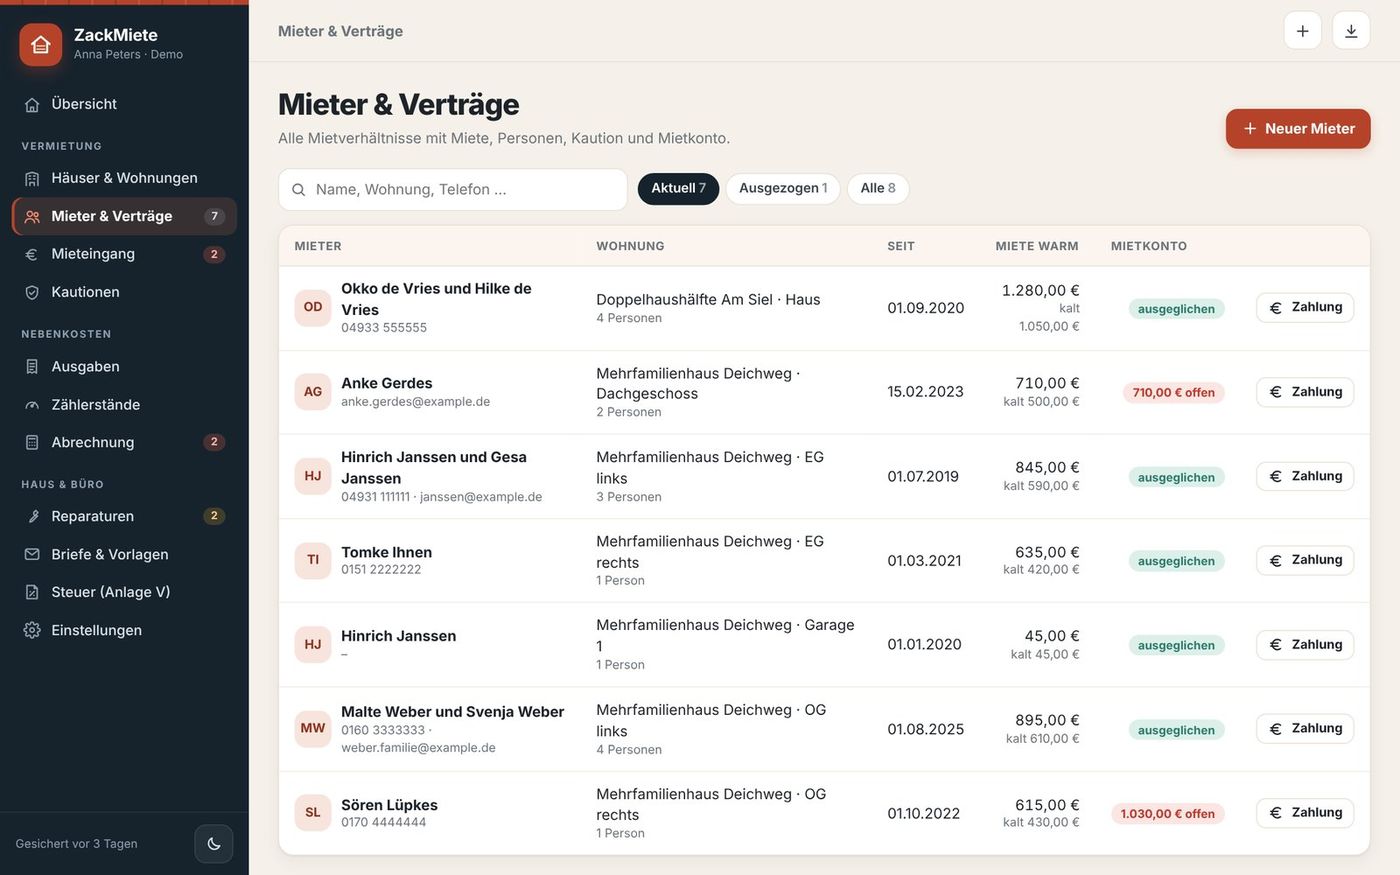 ZackMiete
Anna Peters · Demo
Übersicht
VERMIETUNG
Häuser & Wohnungen
Mieter & Verträge 7
Mieteingang 2
Kautionen
NEBENKOSTEN
Ausgaben
Zählerstände
Abrechnung 2
HAUS & BÜRO
Reparaturen 2
Briefe & Vorlagen
Steuer (Anlage V)
Einstellungen
Gesichert vor 3 Tagen
Mieter & Verträge
Mieter & Verträge
Alle Mietverhältnisse mit Miete, Personen, Kaution und Mietkonto.
+ Neuer Mieter
Name, Wohnung, Telefon ...
Aktuell 7
Ausgezogen 1
Alle 8
MIETER WOHNUNG SEIT MIETE WARM MIETKONTO
OD
Okko de Vries und Hilke de
Vries
04933 555555
Doppelhaushälfte Am Siel · Haus
4 Personen
01.09.2020
1.280,00 €
kalt
1.050,00 €
ausgeglichen
€ Zahlung
AG
Anke Gerdes
anke.gerdes@example.de
Mehrfamilienhaus Deichweg ·
Dachgeschoss
2 Personen
15.02.2023
710,00 €
kalt 500,00 €
710,00 € offen
€ Zahlung
HJ
Hinrich Janssen und Gesa
Janssen
04931 111111 · janssen@example.de
Mehrfamilienhaus Deichweg · EG
links
3 Personen
01.07.2019
845,00 €
kalt 590,00 €
ausgeglichen
€ Zahlung
TI
Tomke Ihnen
0151 2222222
Mehrfamilienhaus Deichweg · EG
rechts
1 Person
01.03.2021
635,00 €
kalt 420,00 €
ausgeglichen
€ Zahlung
HJ
Hinrich Janssen
–
Mehrfamilienhaus Deichweg · Garage
1
1 Person
01.01.2020
45,00 €
kalt 45,00 €
ausgeglichen
€ Zahlung
MW
Malte Weber und Svenja Weber
0160 3333333 ·
weber.familie@example.de
Mehrfamilienhaus Deichweg · OG
links
4 Personen
01.08.2025
895,00 €
kalt 610,00 €
ausgeglichen
€ Zahlung
SL
Sören Lüpkes
0170 4444444
Mehrfamilienhaus Deichweg · OG
rechts
1 Person
01.10.2022
615,00 €
kalt 430,00 €
1.030,00 € offen
€ Zahlung